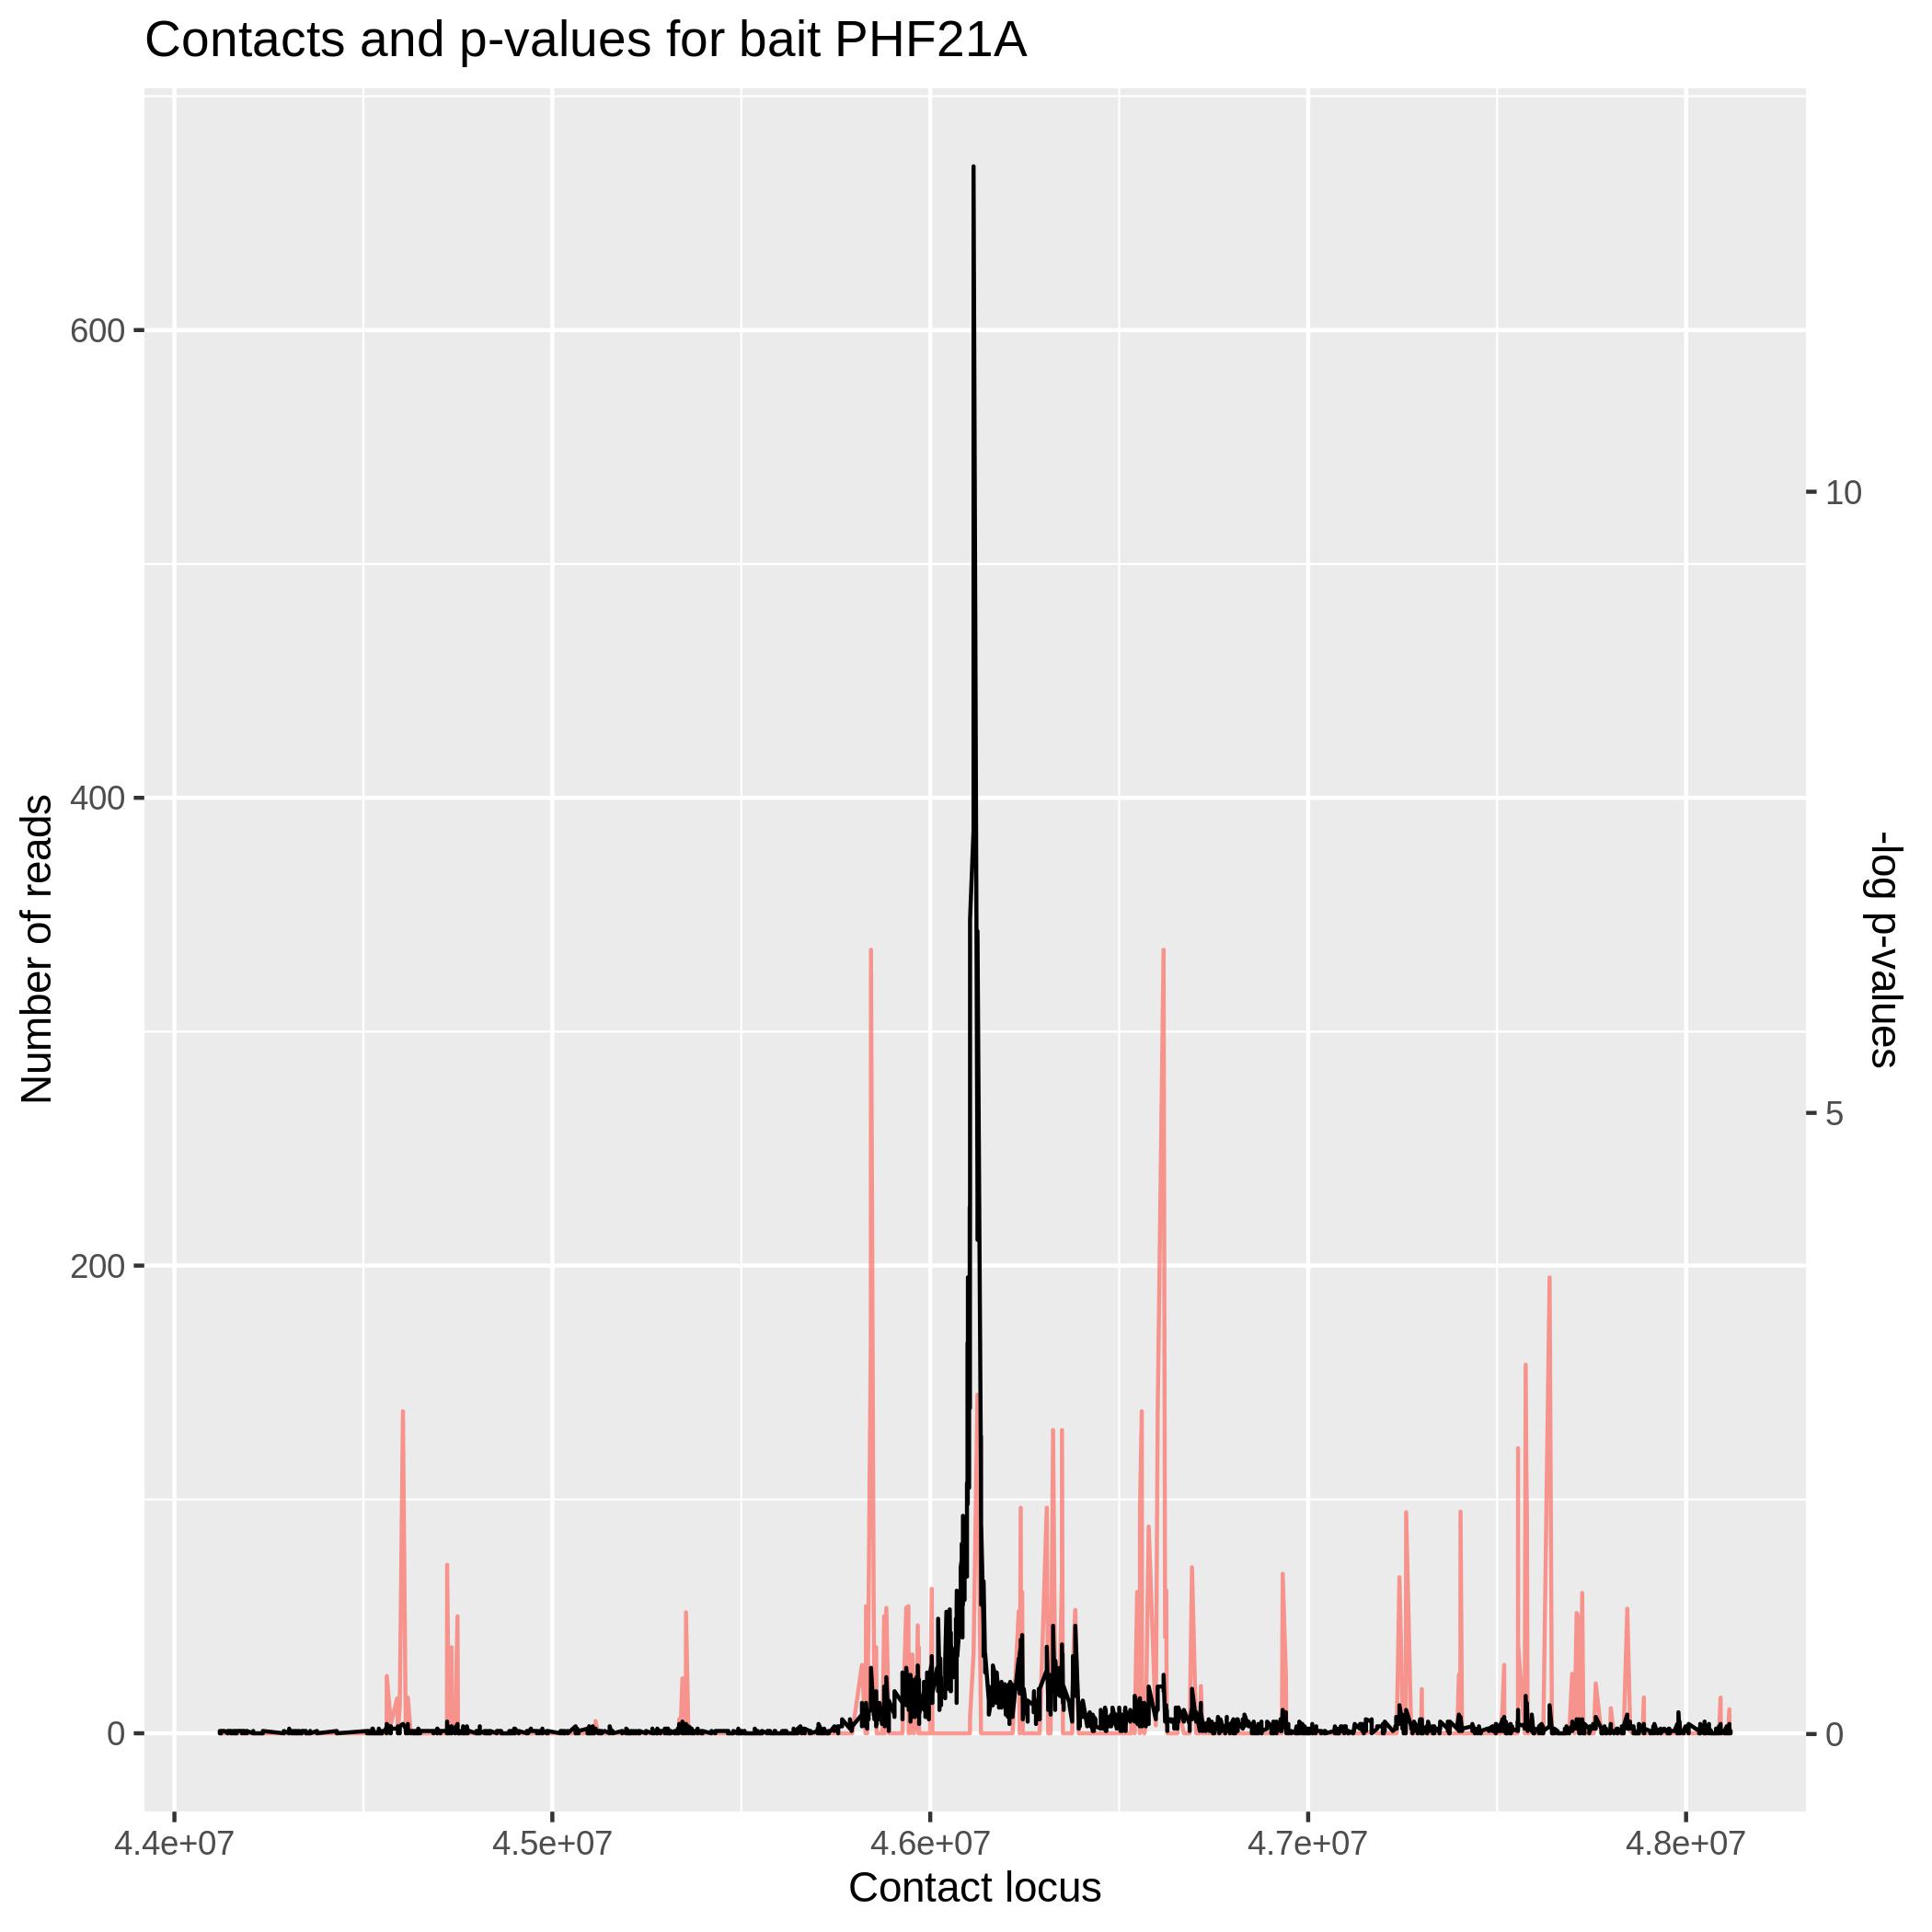 Contacts and p-values for bait PHF21A
Number of reads
600
400
200
0
10
5
0
-log p-values
4.4e+07 4.5e+07 4.6e+07 4.7e+07 4.8e+07
Contact locus